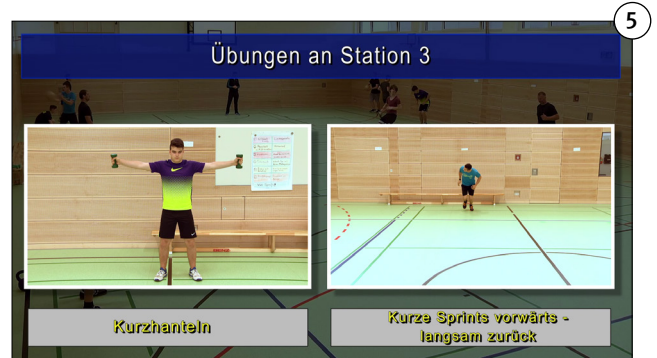 5
Übungen an Station 3
Kurzhanteln
Kurze Sprints vorwärts -
langsam zurück